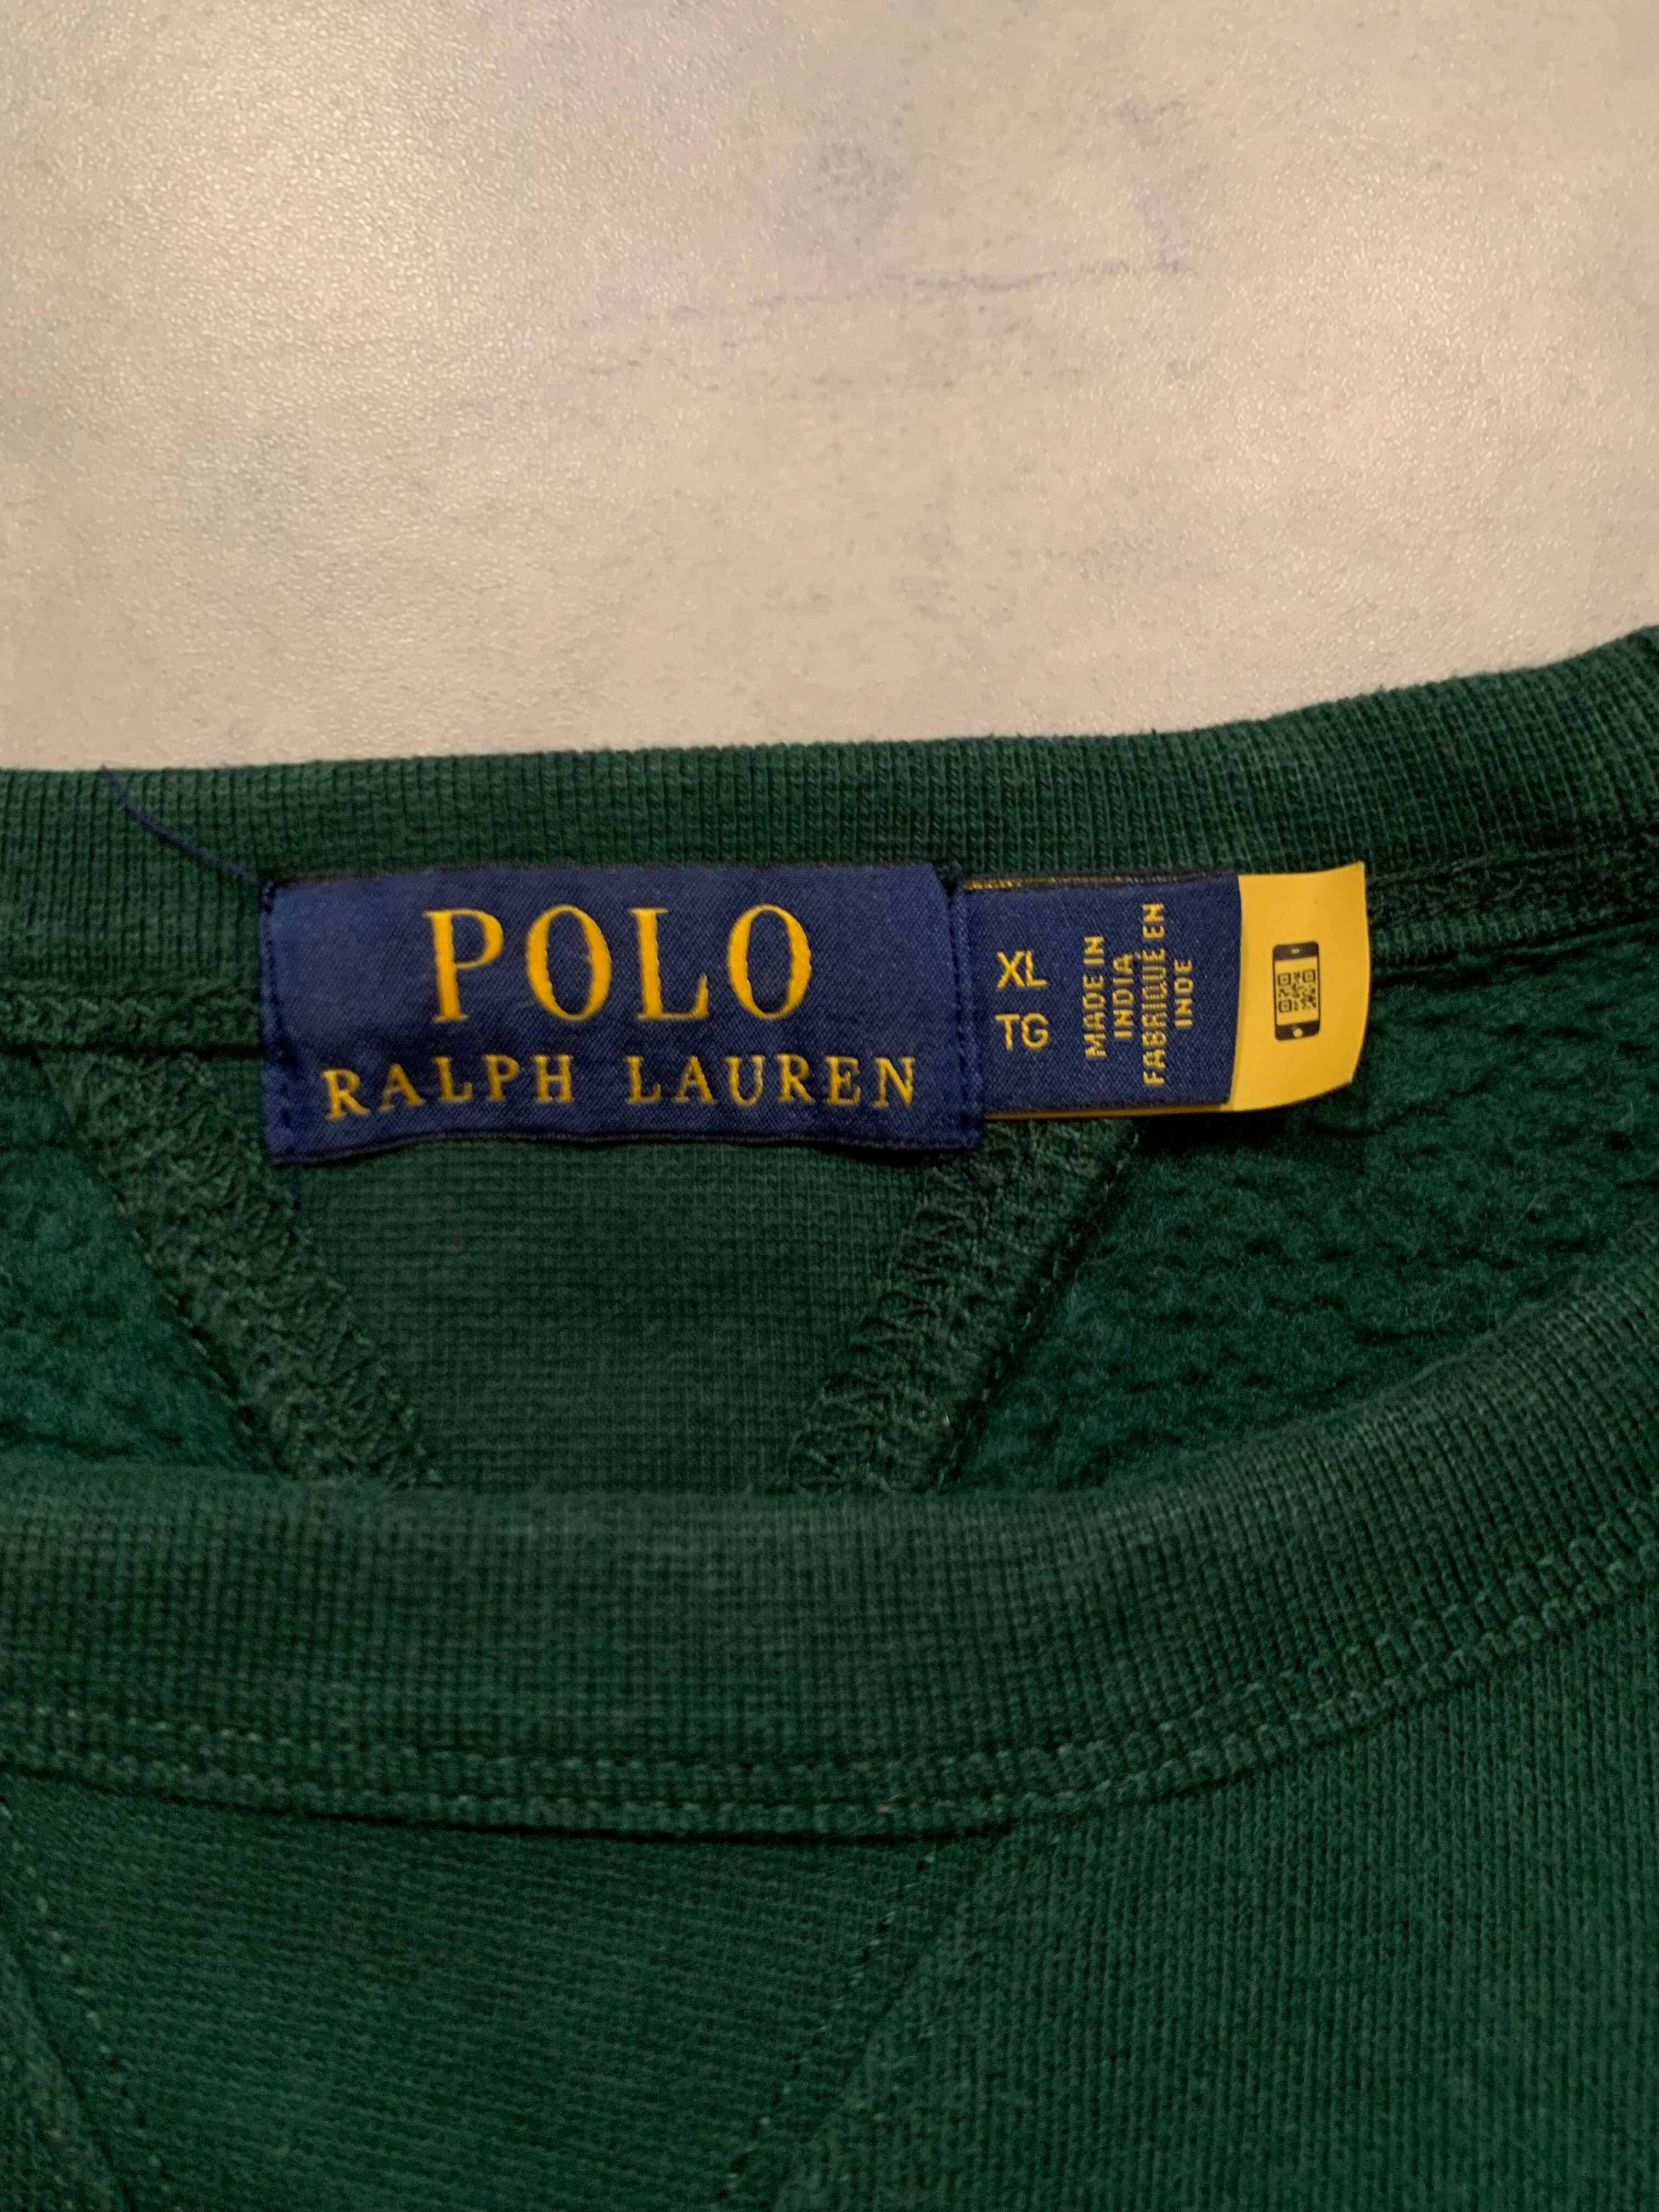 POLO
RALPH LAUREN
XL
TG
MADE IN
INDIA
FABRIQUÉ EN
INDE